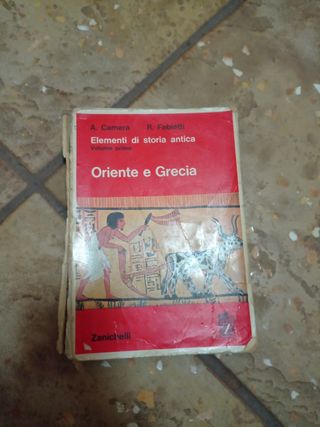 A. Camera R. Fabietti
Elementi di storia antica
Volume primo
Oriente e Grecia
Zanichelli